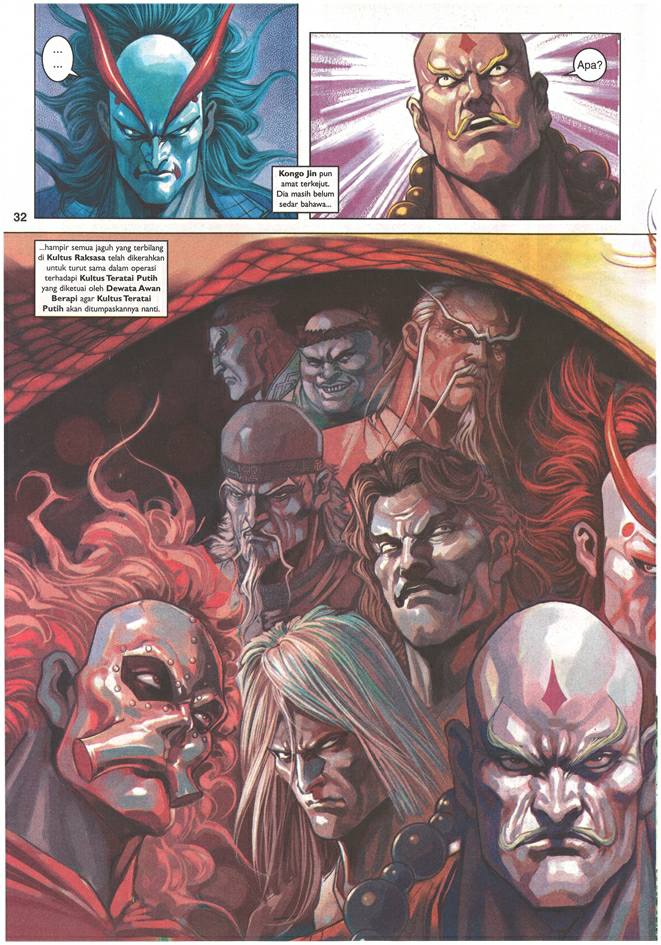 ...
...
Apa?
Kongo Jin pun
amat terkejut.
Dia masih belum
sedar bahawa...
32
...hampir semua jaguh yang terbilang
di Kultus Raksasa telah dikerahkan
untuk turut sama dalam operasi
terhadapi Kultus Teratai Putih
yang diketuai oleh Dewata Awan
Berapi agar Kultus Teratai
Putih akan ditumpaskannya nanti.